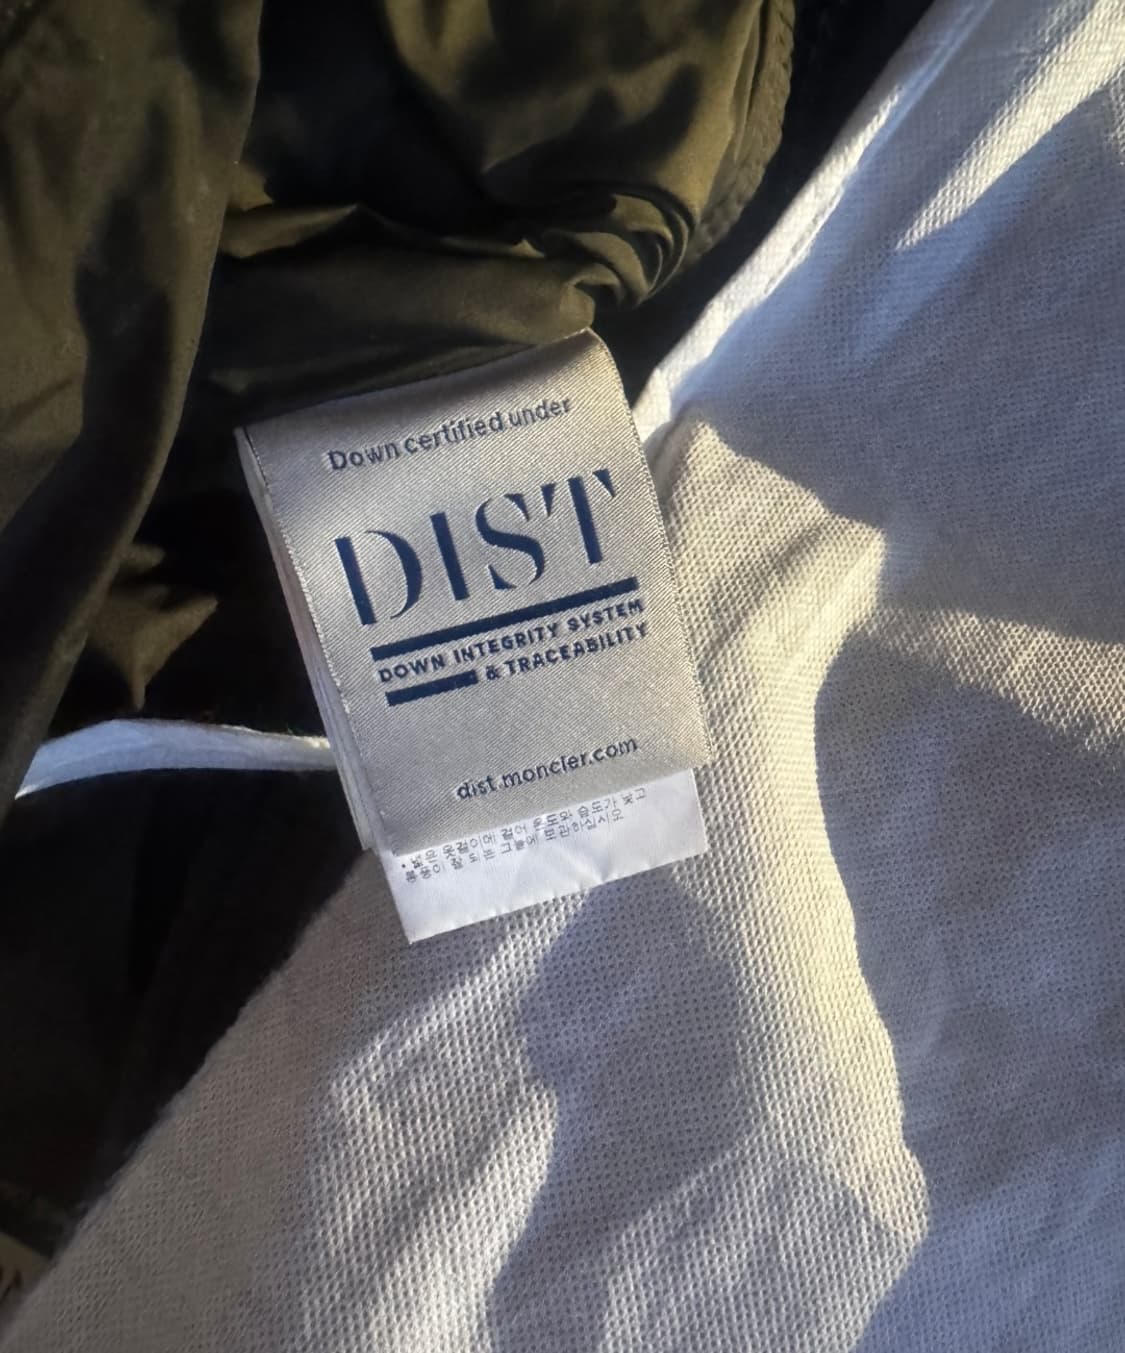 Down certified under
DIST
DOWN INTEGRITY SYSTEM
& TRACEABILITY
dist.moncler.com
옷걸이에 걸어 온도와 습도가 낮고
통풍이 잘 되는 그늘에 보관하십시오